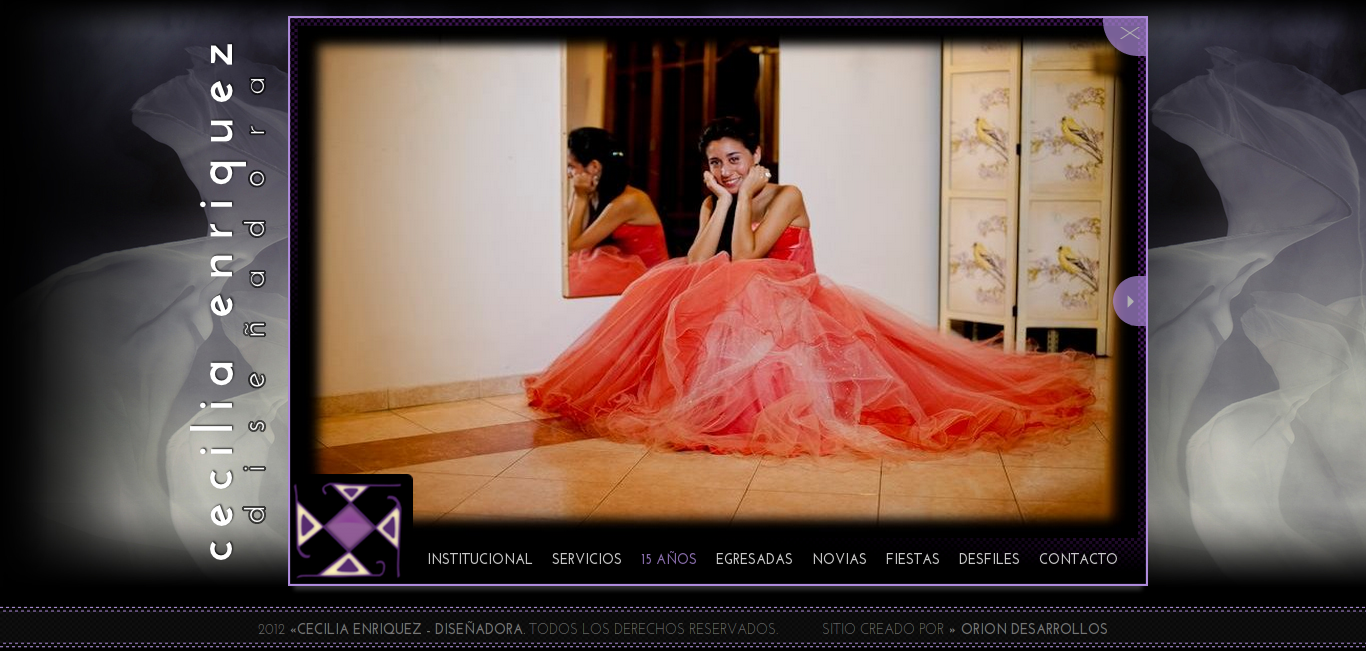 cecilia enriquez
diseñadora
INSTITUCIONAL SERVICIOS 15 AÑOS EGRESADAS NOVIAS FIESTAS DESFILES CONTACTO
2012 «CECILIA ENRIQUEZ - DISEÑADORA. TODOS LOS DERECHOS RESERVADOS. SITIO CREADO POR » ORION DESARROLLOS